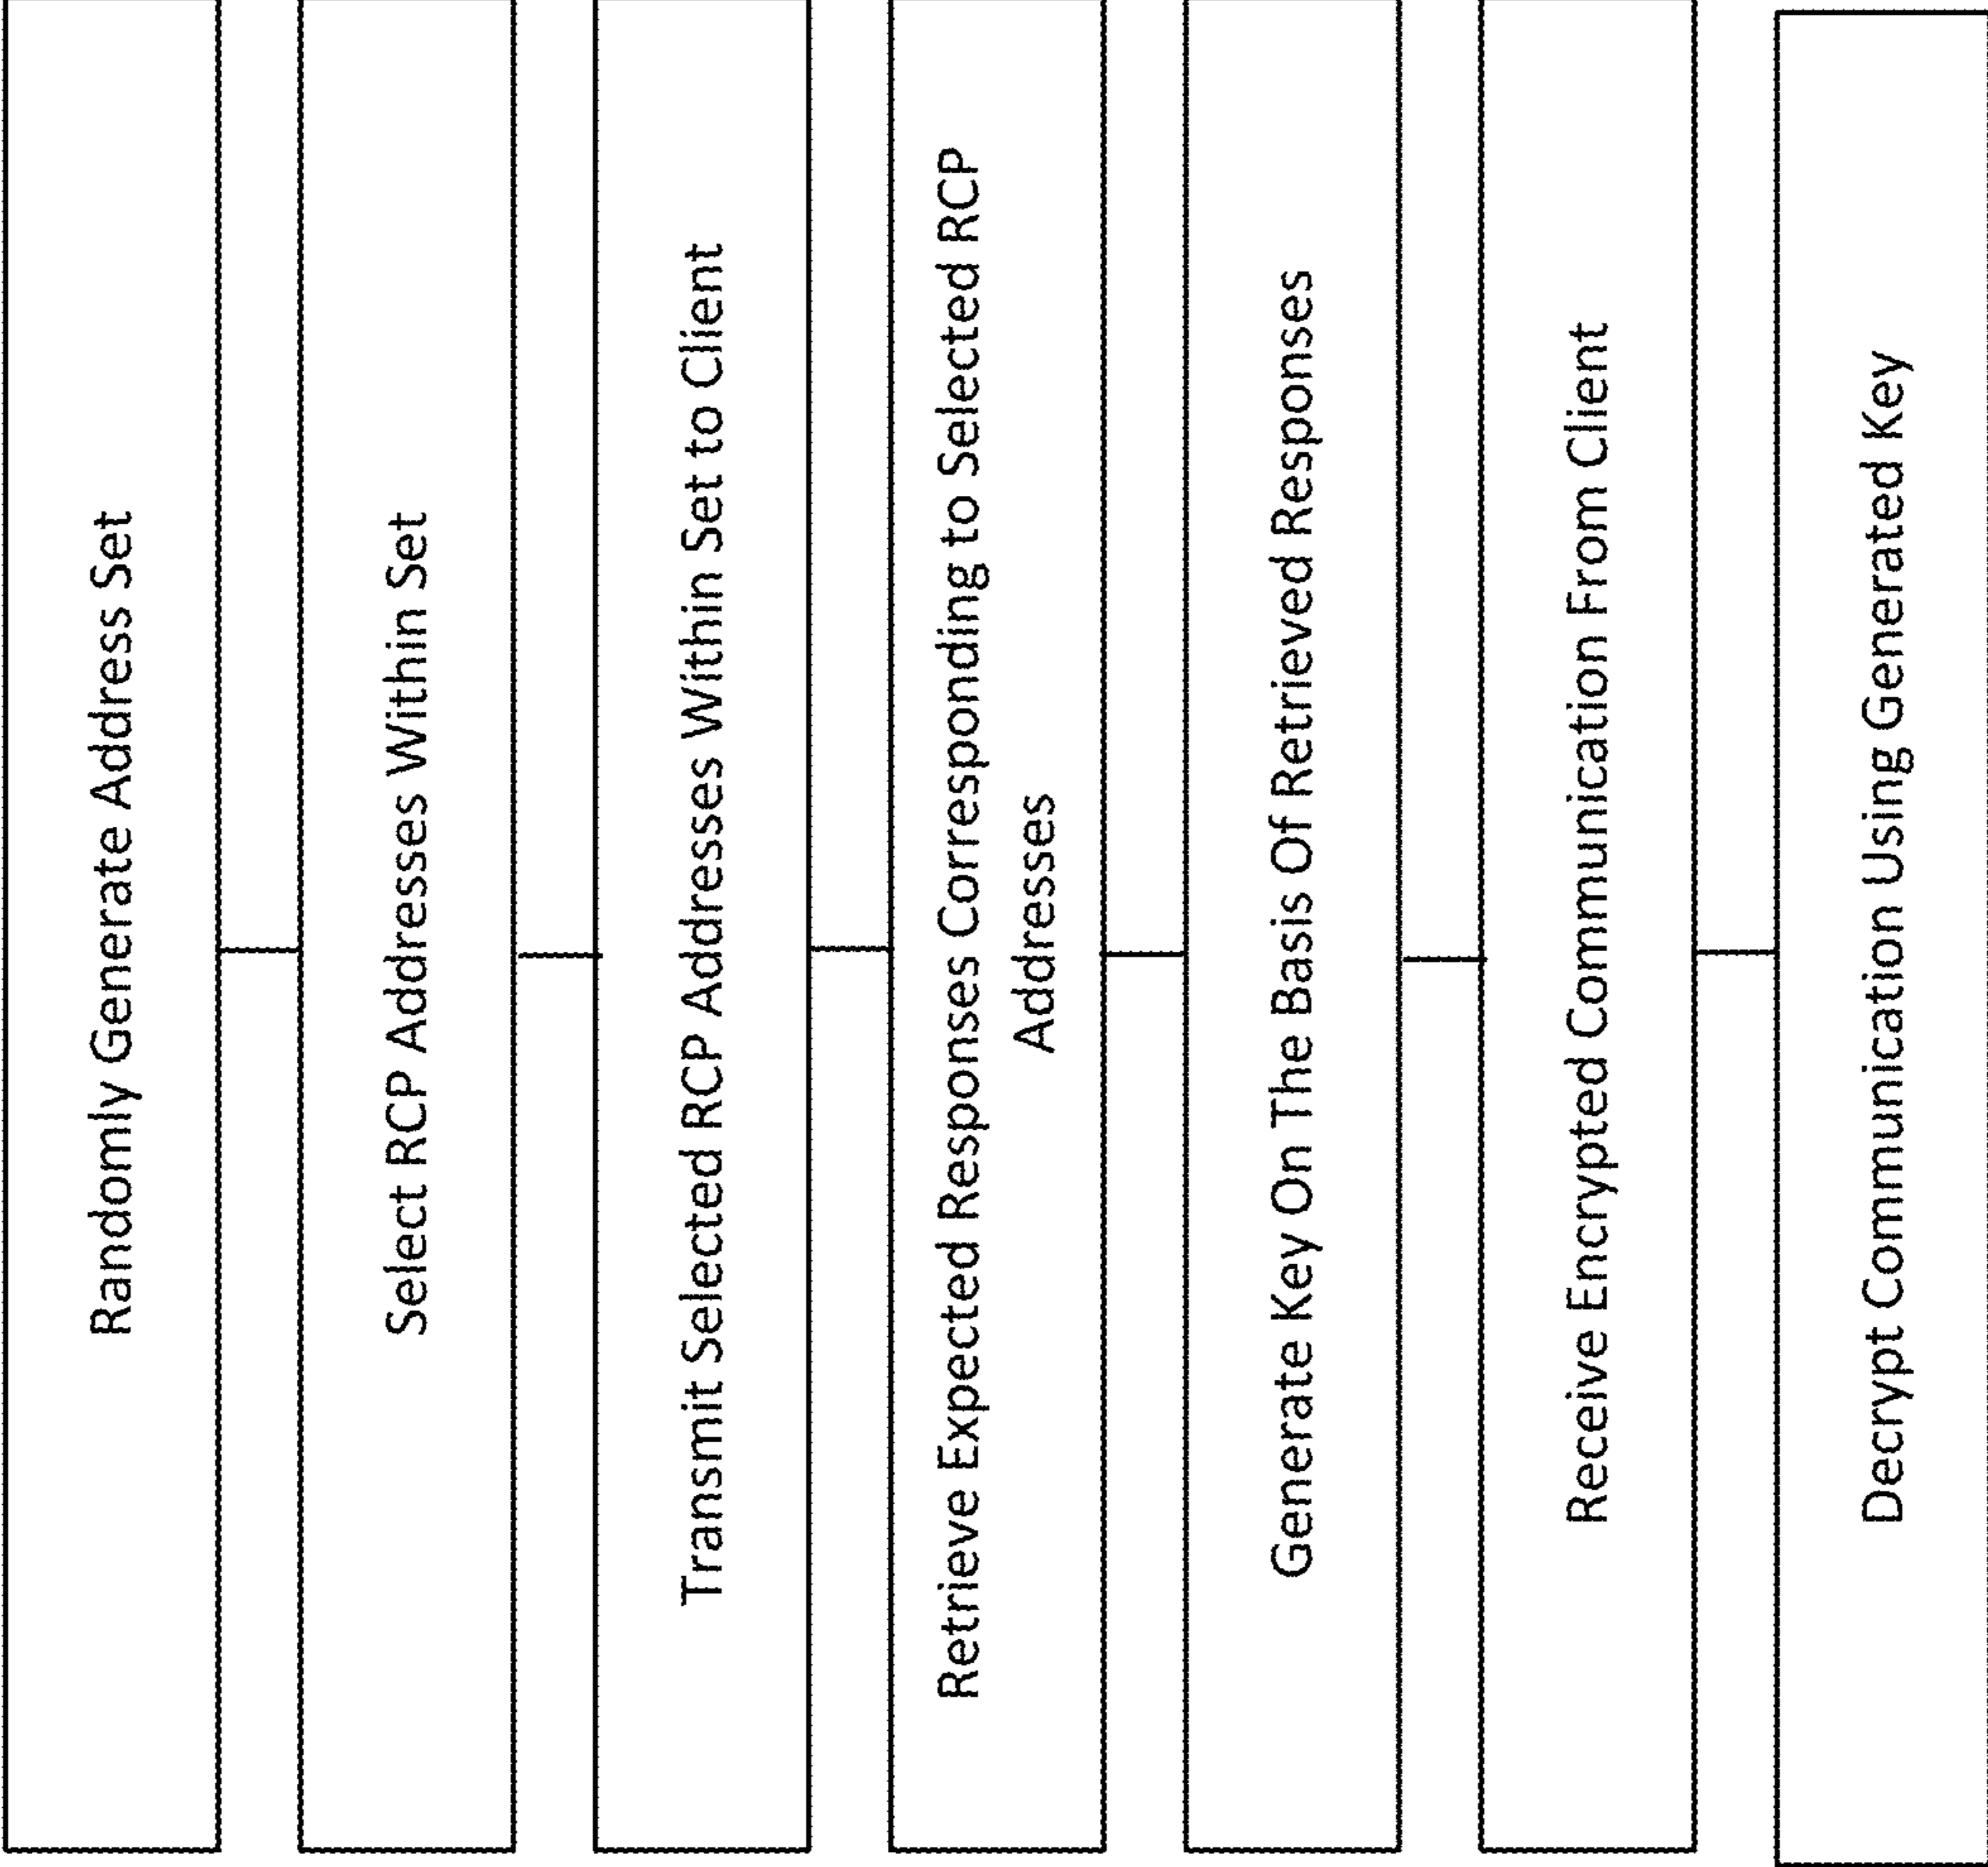 Randomly Generate Address Set
Select RCP Addresses Within Set
Transmit Selected RCP Addresses Within Set to Client
Retrieve Expected Responses Corresponding to Selected RCP
Addresses
Generate Key On The Basis Of Retrieved Responses
Receive Encrypted Communication From Client
Decrypt Communication Using Generated Key